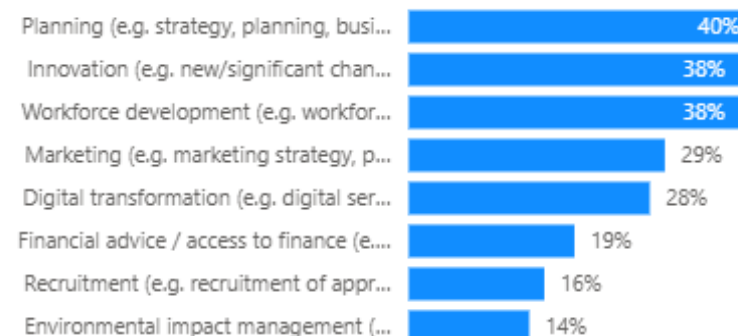 Planning (e.g. strategy, planning, busi... 40%
Innovation (e.g. new/significant chan... 38%
Workforce development (e.g. workfor... 38%
Marketing (e.g. marketing strategy, p... 29%
Digital transformation (e.g. digital ser... 28%
Financial advice / access to finance (e.... 19%
Recruitment (e.g. recruitment of appr... 16%
Environmental impact management (... 14%